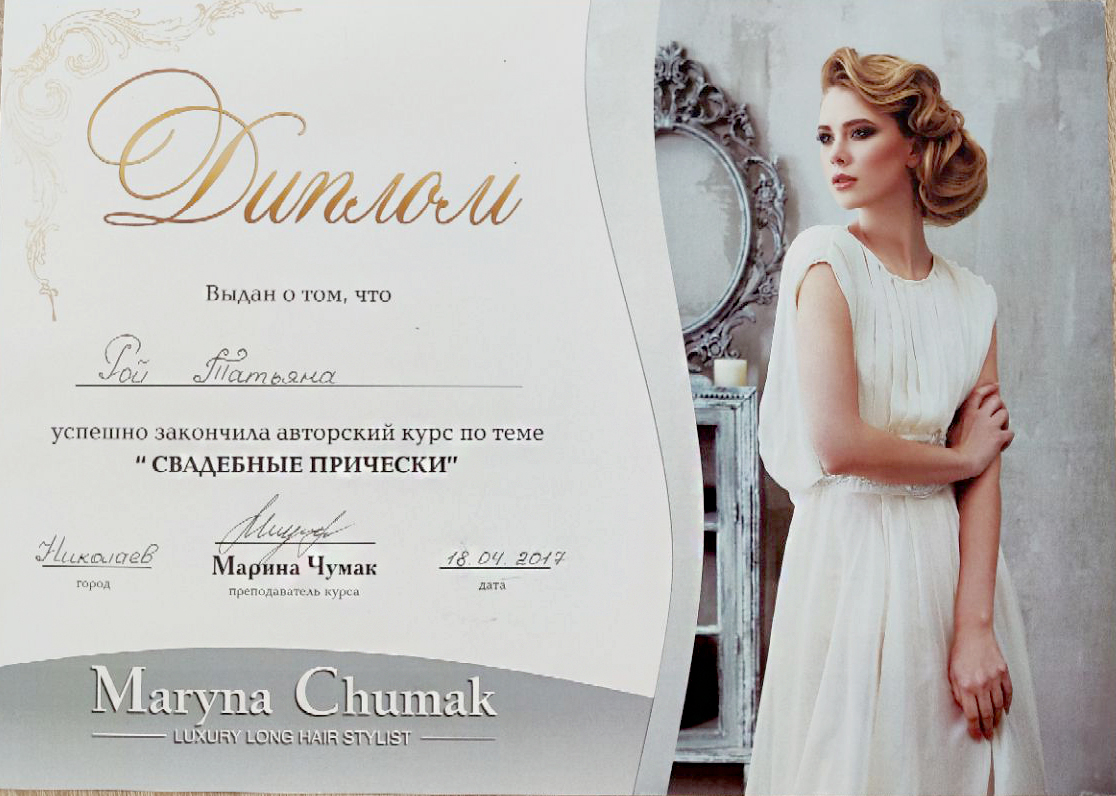 Диплом
Выдан о том, что
Рой Татьяна
успешно закончила авторский курс по теме
“ СВАДЕБНЫЕ ПРИЧЕСКИ”
Николаев
город
Марина Чумак
преподаватель курса
18.04.2017
дата
Maryna Chumak
LUXURY LONG HAIR STYLIST